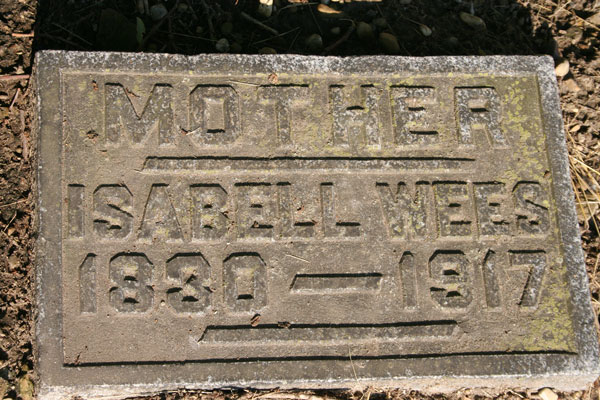 MOTHER
ISABELL WEES
1830 — 1917